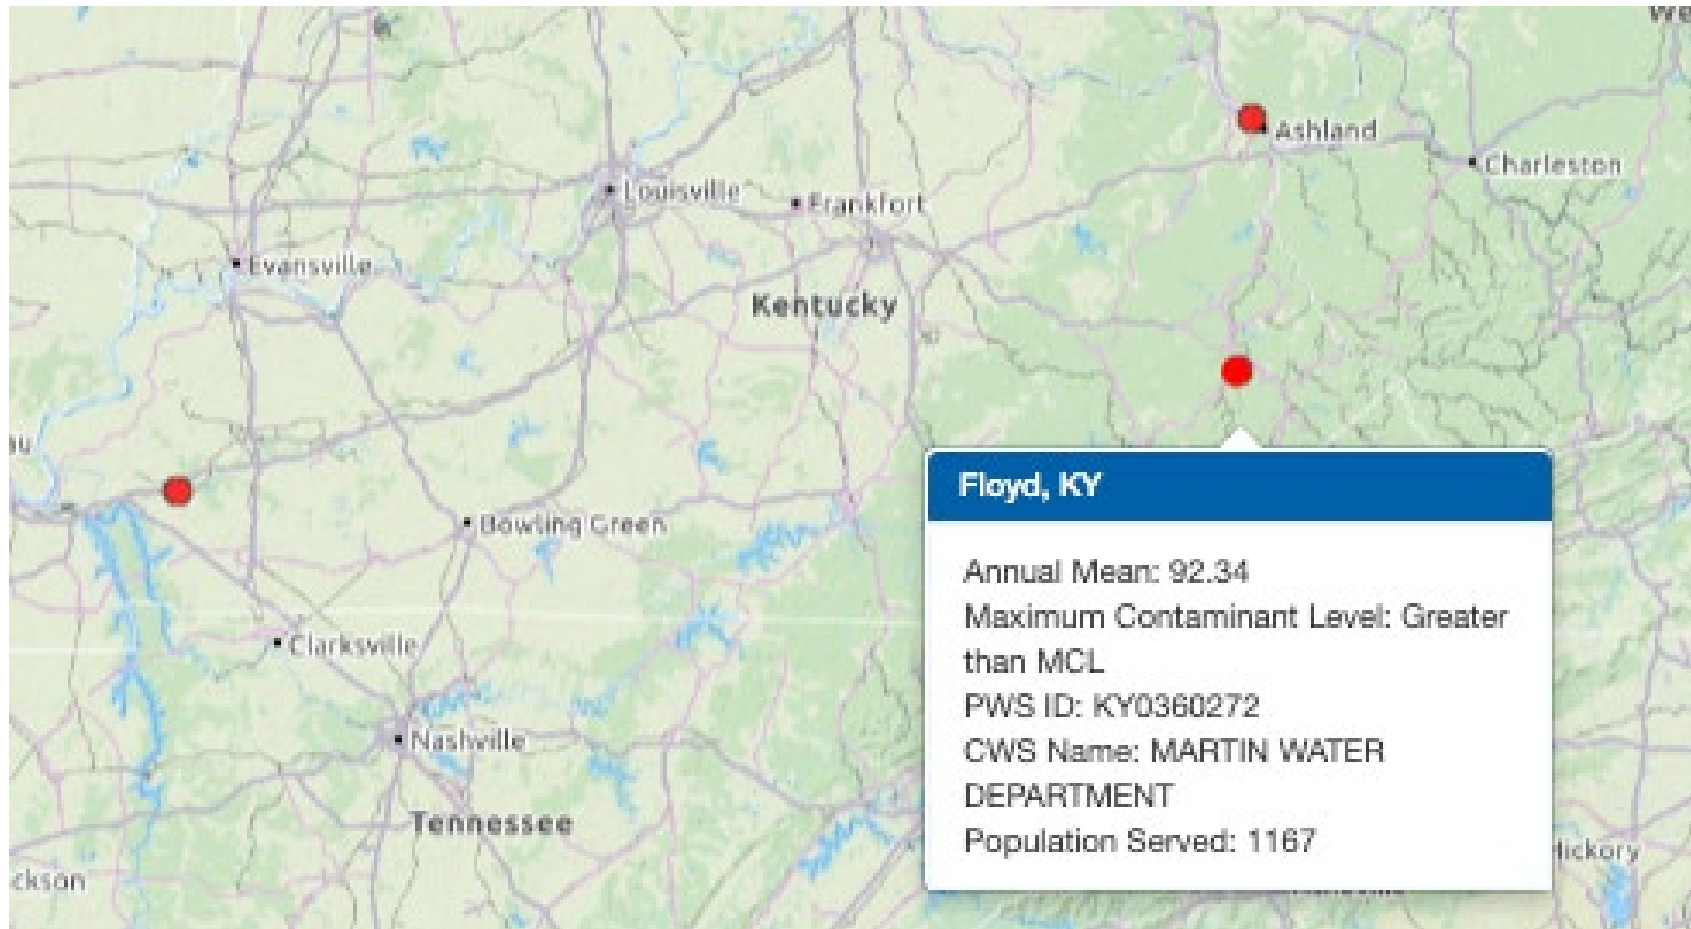 Ashland
Charleston
Louisville
Frankfort
Evansville
Kentucky
Floyd, KY
Bowling Green
Annual Mean: 92.34
Maximum Contaminant Level: Greater
than MCL
PWS ID: KY0360272
CWS Name: MARTIN WATER
DEPARTMENT
Population Served: 1167
Clarksville
Nashville
Tennessee
Hickory
ckson